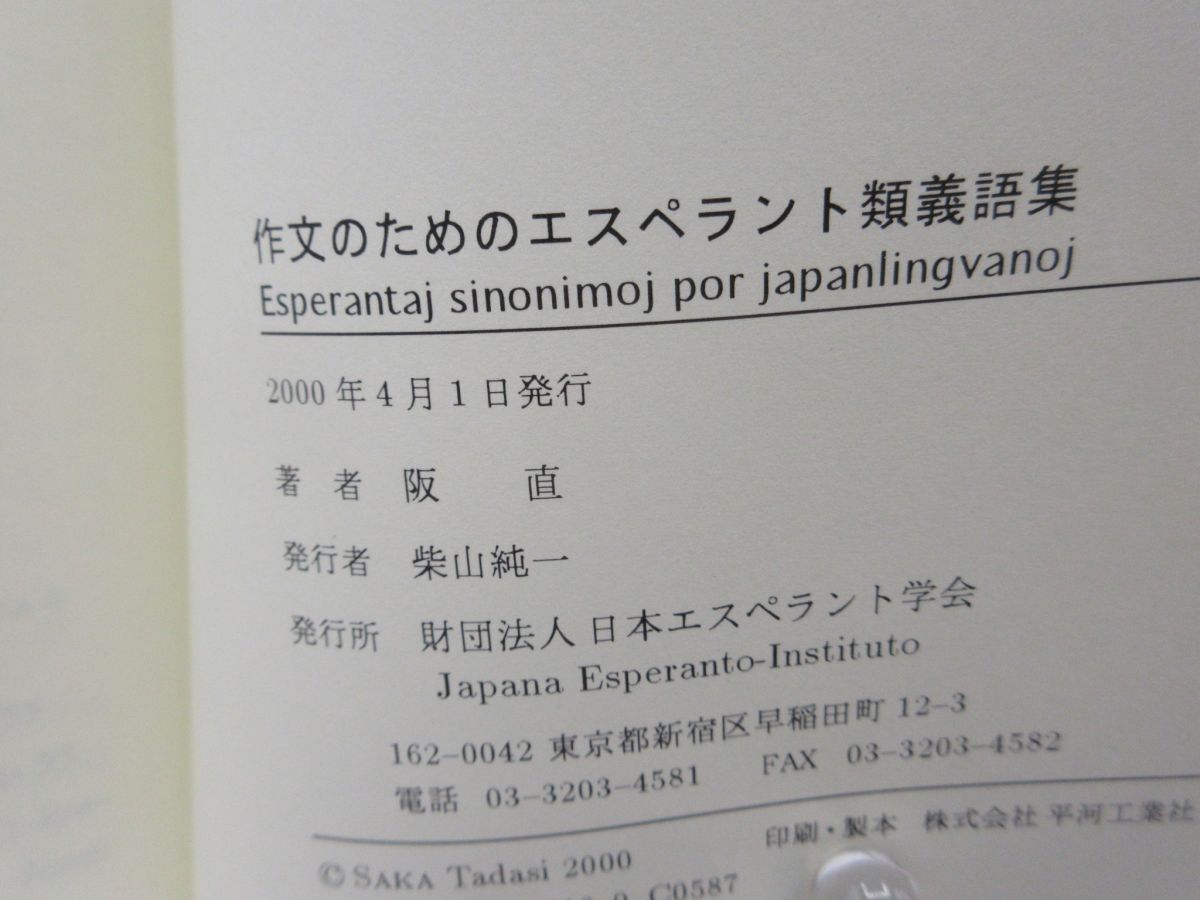 作文のためのエスペラント類義語集
Esperantaj sinonimoj por japanlingvanoj
2000年4月1日発行
著者 阪 直
発行者 柴山純一
発行所 財団法人 日本エスペラント学会
Japana Esperanto-Instituto
162-0042 東京都新宿区早稲田町 12-3
電話 03-3203-4581 FAX 03-3203-4582
印刷・製本 株式会社 平河工業社
©SAKA Tadasi 2000
C0587